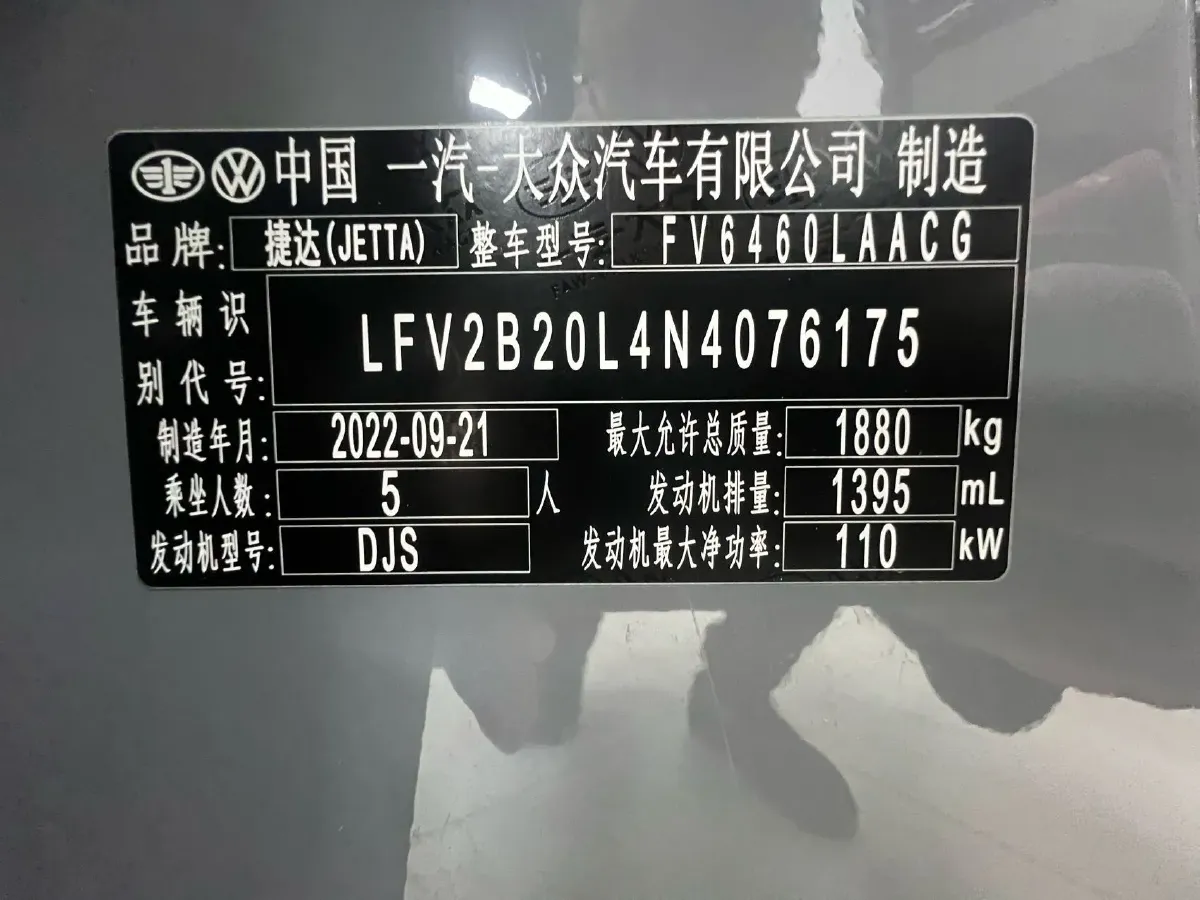 中国 一汽-大众汽车有限公司 制造
品牌: 捷达(JETTA) 整车型号: FV6460LAACG
车辆识别代号: LFV2B20L4N4076175
制造年月: 2022-09-21 最大允许总质量: 1880 kg
乘坐人数: 5 人 发动机排量: 1395 mL
发动机型号: DJS 发动机最大净功率: 110 kW